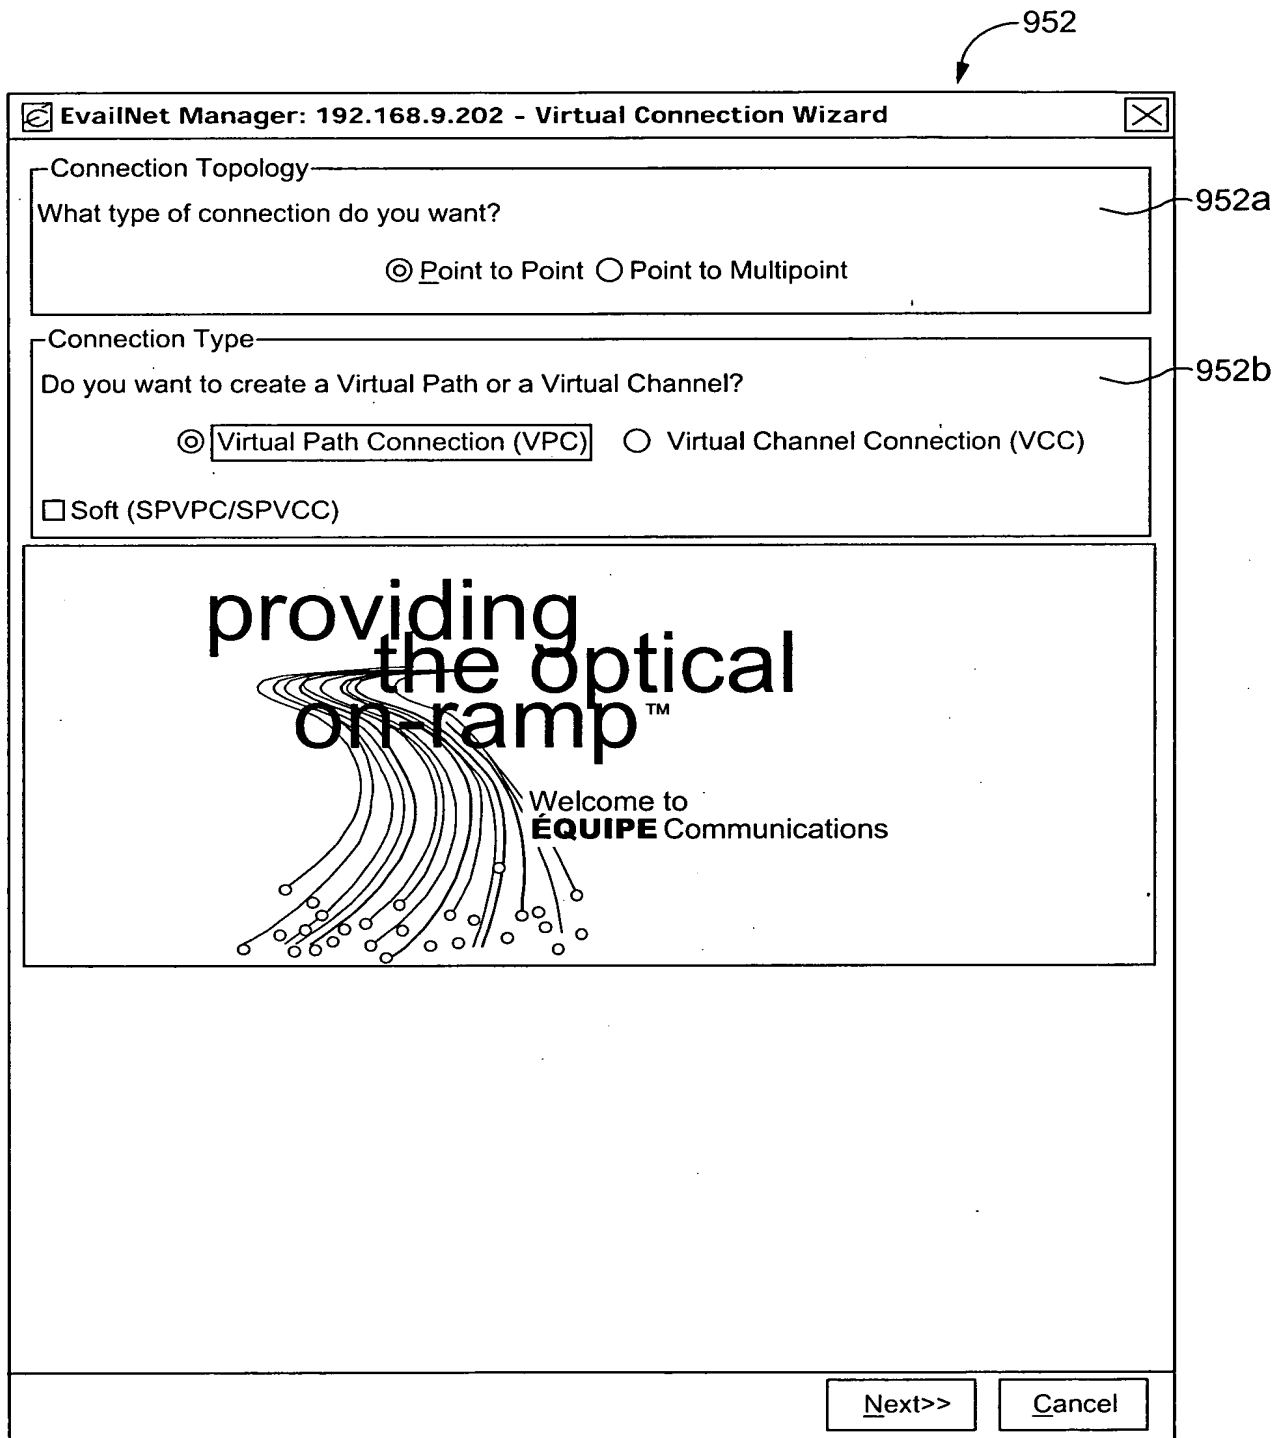 952
EvailNet Manager: 192.168.9.202 - Virtual Connection Wizard
Connection Topology
What type of connection do you want?
952a
Point to Point Point to Multipoint
Connection Type
Do you want to create a Virtual Path or a Virtual Channel?
952b
Virtual Path Connection (VPC) Virtual Channel Connection (VCC)
Soft (SPVPC/SPVCC)
providing
the optical
on-ramp™
Welcome to
ÉQUIPE Communications
Next>> Cancel